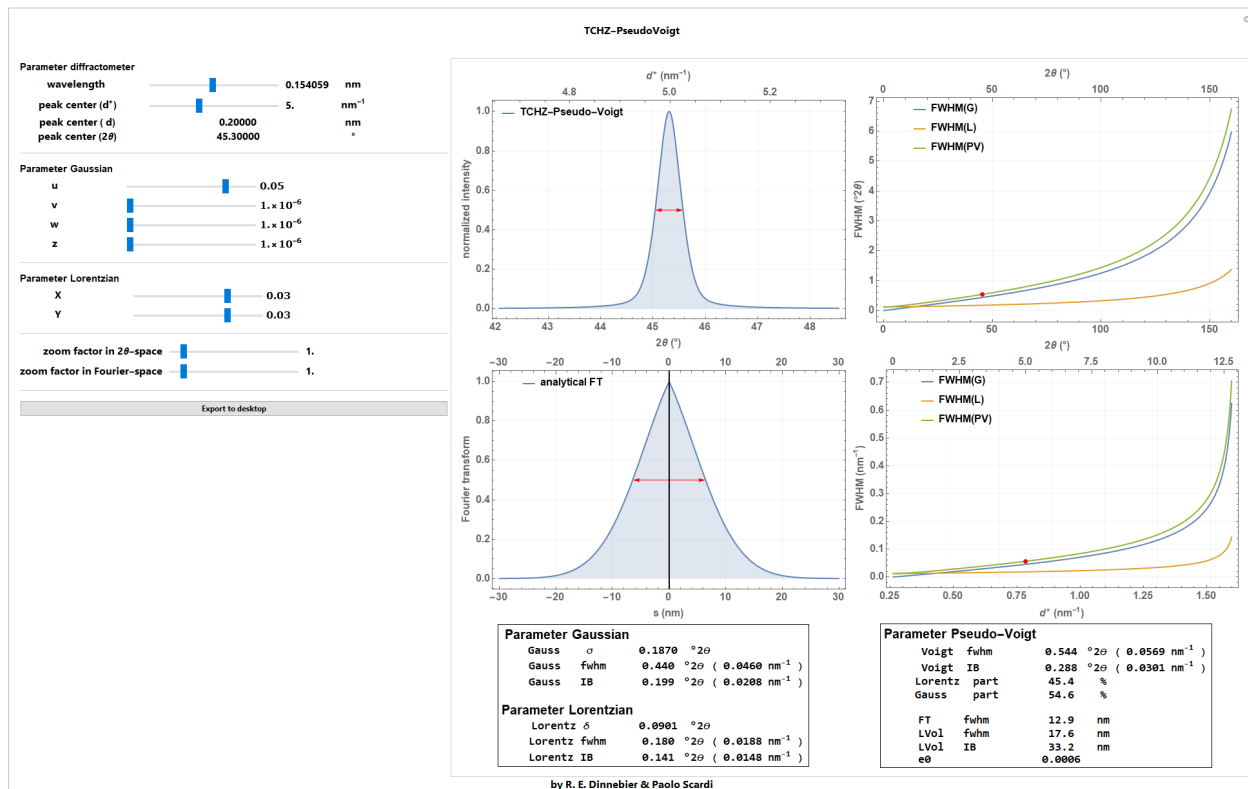 TCHZ–PseudoVoigt
Parameter diffractometer
wavelength 0.154059 nm
peak center (d*) 5. nm⁻¹
peak center ( d) 0.20000 nm
peak center (2θ) 45.30000 °
Parameter Gaussian
u 0.05
v 1.×10⁻⁶
w 1.×10⁻⁶
z 1.×10⁻⁶
Parameter Lorentzian
X 0.03
Y 0.03
zoom factor in 2θ–space 1.
zoom factor in Fourier–space 1.
Export to desktop
d* (nm⁻¹)
4.8 5.0 5.2
TCHZ–Pseudo–Voigt
normalized intensity
1.0
0.8
0.6
0.4
0.2
0.0
42 43 44 45 46 47 48
2θ (°)
2θ (°)
0 50 100 150
FWHM(G)
FWHM(L)
FWHM(PV)
FWHM (°2θ)
7
6
5
4
3
2
1
0
0 50 100 150
2θ (°)
−30 −20 −10 0 10 20 30
analytical FT
Fourier transform
1.0
0.8
0.6
0.4
0.2
0.0
−30 −20 −10 0 10 20 30
s (nm)
0 2.5 5.0 7.5 10.0 12.5
FWHM(G)
FWHM(L)
FWHM(PV)
FWHM (nm⁻¹)
0.7
0.6
0.5
0.4
0.3
0.2
0.1
0.0
0.25 0.50 0.75 1.00 1.25 1.50
d* (nm⁻¹)
Parameter Gaussian
Gauss σ 0.1870 °2θ
Gauss fwhm 0.440 °2θ ( 0.0460 nm⁻¹ )
Gauss IB 0.199 °2θ ( 0.0208 nm⁻¹ )
Parameter Lorentzian
Lorentz δ 0.0901 °2θ
Lorentz fwhm 0.180 °2θ ( 0.0188 nm⁻¹ )
Lorentz IB 0.141 °2θ ( 0.0148 nm⁻¹ )
Parameter Pseudo–Voigt
Voigt fwhm 0.544 °2θ ( 0.0569 nm⁻¹ )
Voigt IB 0.288 °2θ ( 0.0301 nm⁻¹ )
Lorentz part 45.4 %
Gauss part 54.6 %
FT fwhm 12.9 nm
LVol fwhm 17.6 nm
LVol IB 33.2 nm
e0 0.0006
by R. E. Dinnebier & Paolo Scardi